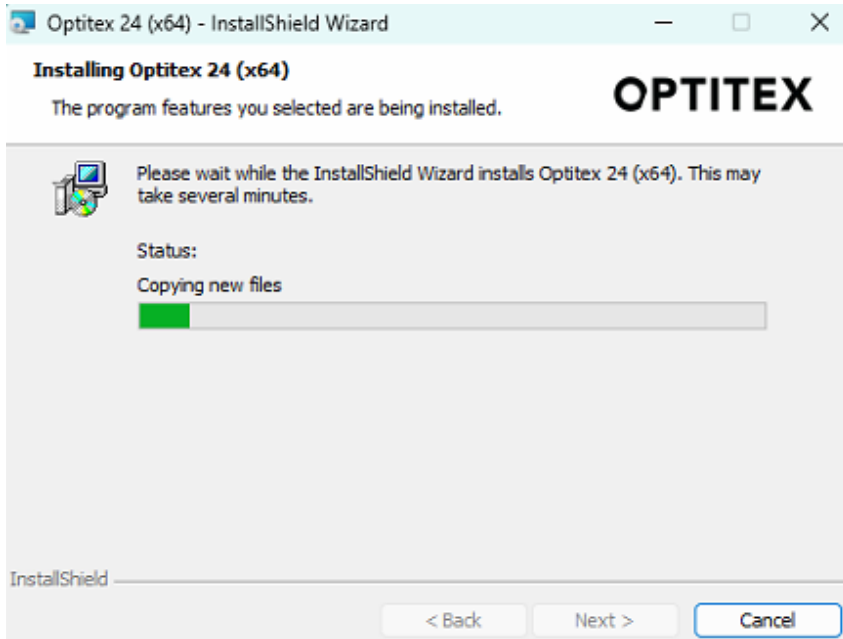 Optitex 24 (x64) - InstallShield Wizard
Installing Optitex 24 (x64)
The program features you selected are being installed.
OPTITEX
Please wait while the InstallShield Wizard installs Optitex 24 (x64). This may
take several minutes.
Status:
Copying new files
InstallShield
< Back
Next >
Cancel